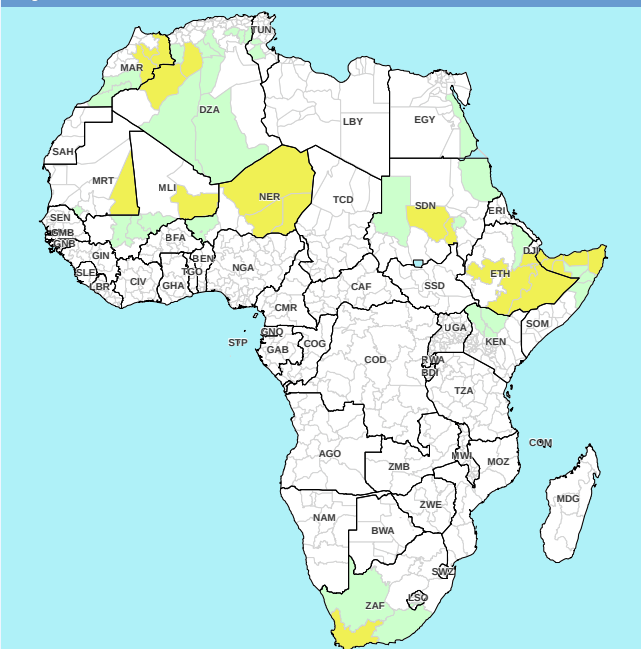 TUN
MAR
DZA
LBY
EGY
SAH
MRT
MLI
NER
TCD
SDN
ERI
SEN
GMB
GNB
GIN
BFA
BEN
DJI
SLE
LBR
CIV
GHA
TGO
NGA
ETH
CAF
SSD
SOM
CMR
GNQ
STP
GAB
COG
COD
UGA
KEN
RWA
BDI
TZA
COM
AGO
ZMB
MWI
MOZ
MDG
NAM
ZWE
BWA
SWZ
ZAF
LSO